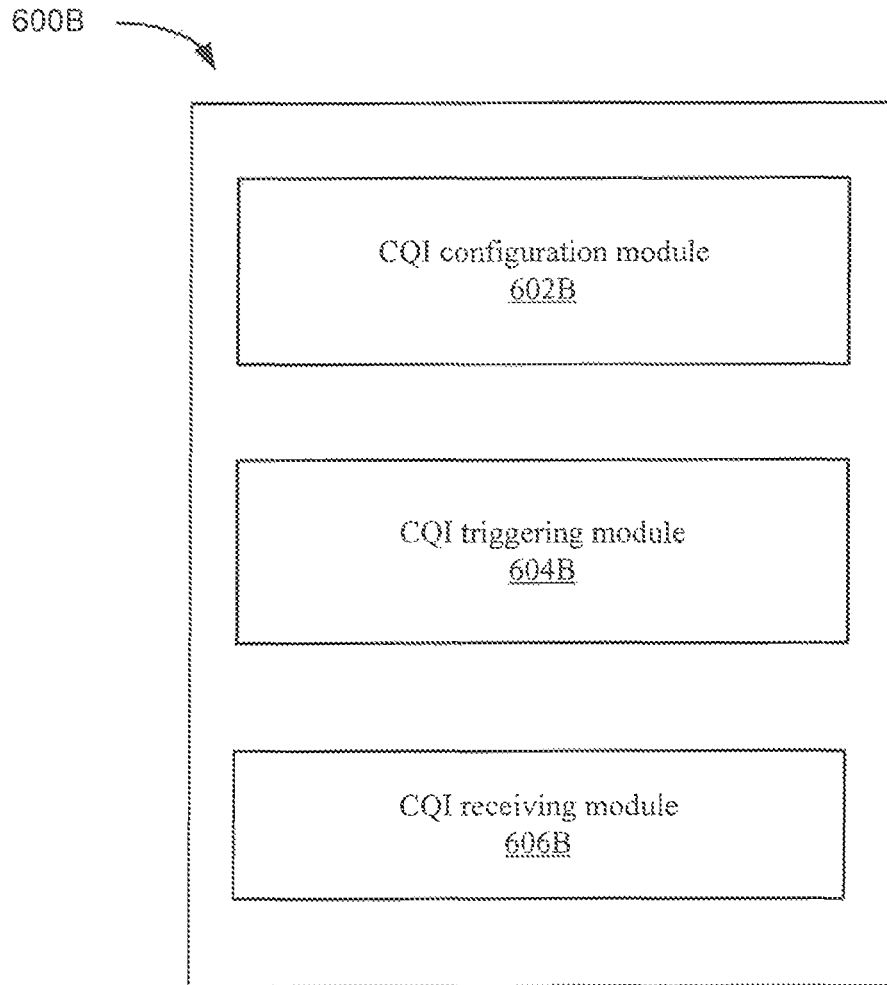 600B
CQI configuration module
602B
CQI triggering module
604B
CQI receiving module
606B